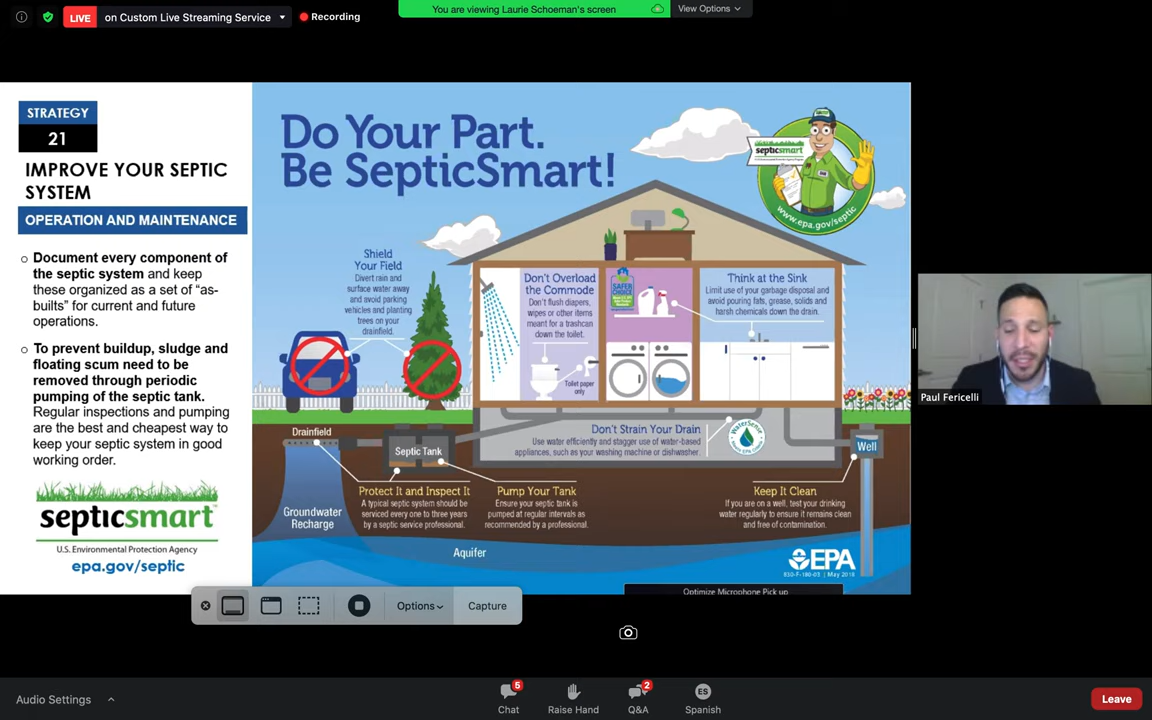 LIVE
on Custom Live Streaming Service
Recording
You are viewing Laurie Schoeman's screen
View Options
STRATEGY
21
IMPROVE YOUR SEPTIC
SYSTEM
OPERATION AND MAINTENANCE
Document every component of
the septic system and keep
these organized as a set of "as-
builts" for current and future
operations.
To prevent buildup, sludge and
floating scum need to be
removed through periodic
pumping of the septic tank.
Regular inspections and pumping
are the best and cheapest way to
keep your septic system in good
working order.
septicsmart
U.S. Environmental Protection Agency
epa.gov/septic
Do Your Part.
Be SepticSmart!
septicsmart
www.epa.gov/septic
Shield
Your Field
Divert rain and
surface water away
and avoid parking
vehicles and planting
trees on your
drainfield.
Don't Overload
the Commode
Don't flush diapers,
wipes or other items
meant for a trashcan
down the toilet.
Toilet paper
only
SAFER
CHOICE
Think at the Sink
Limit use of your garbage disposal and
avoid pouring fats, grease, solids and
harsh chemicals down the drain.
Don't Strain Your Drain
Use water efficiently and stagger use of water-based
appliances, such as your washing machine or dishwasher.
WaterSense
Drainfield
Septic Tank
Well
Protect It and Inspect It
A typical septic system should be
serviced every one to three years
by a septic service professional.
Pump Your Tank
Ensure your septic tank is
pumped at regular intervals as
recommended by a professional.
Keep It Clean
If you are on a well, test your drinking
water regularly to ensure it remains clean
and free of contamination.
Groundwater
Recharge
Aquifer
EPA
830-F-180-03 | May 2018
Optimize Microphone Pick up
Paul Fericelli
Options
Capture
Audio Settings
5
Chat
Raise Hand
2
Q&A
ES
Spanish
Leave